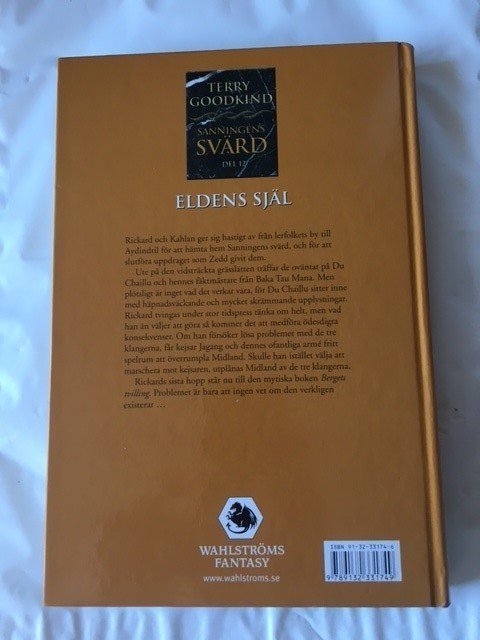 TERRY
GOODKIND
SANNINGENS
SVÄRD
DEL 12
ELDENS SJÄL
Rickard och Kahlan ger sig hastigt av från lerfolkets by till
Aydindril för att hämta hem Sanningens svärd, och för att
slutföra uppdraget som Zedd givit dem.
Ute på den vidsträckta grässlätten träffar de oväntat på Du
Chaillu och hennes fäktmästare från Baka Tau Mana. Men
plötsligt är inget vad det verkar vara, för Du Chaillu sitter inne
med häpnadsväckande och mycket skrämmande upplysningar.
Rickard tvingas under stor tidspress tänka om helt, men vad
han än väljer att göra så kommer det att medföra ödesdigra
konsekvenser. Om han försöker lösa problemet med de tre
klangerna, får kejsar Jagang och dennes ofantliga armé fritt
spelrum att överrumpla Midland. Skulle han istället välja att
marschera mot kejsaren, utplånas Midland av de tre klangerna.
Rickards sista hopp står nu till den mytiska boken Bergets
tvilling. Problemet är bara att ingen vet om den verkligen
existerar …
WAHLSTRÖMS
FANTASY
www.wahlstroms.se
ISBN 91-32-33174-6
9 789132 331749